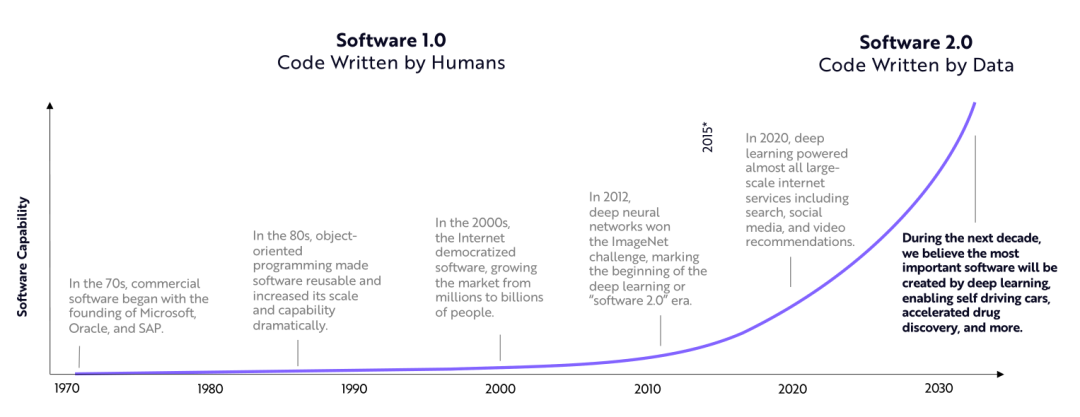 Software 1.0
Code Written by Humans
Software 2.0
Code Written by Data
Software Capability
In the 70s, commercial
software began with the
founding of Microsoft,
Oracle, and SAP.
In the 80s, object-
oriented
programming made
software reusable and
increased its scale
and capability
dramatically.
In the 2000s,
the Internet
democratized
software, growing
the market from
millions to billions
of people.
In 2012,
deep neural
networks won
the ImageNet
challenge, marking
the beginning of the
deep learning or
"software 2.0" era.
2015*
In 2020, deep
learning powered
almost all large-
scale internet
services including
search, social
media, and video
recommendations.
During the next decade,
we believe the most
important software will be
created by deep learning,
enabling self driving cars,
accelerated drug
discovery, and more.
1970
1980
1990
2000
2010
2020
2030